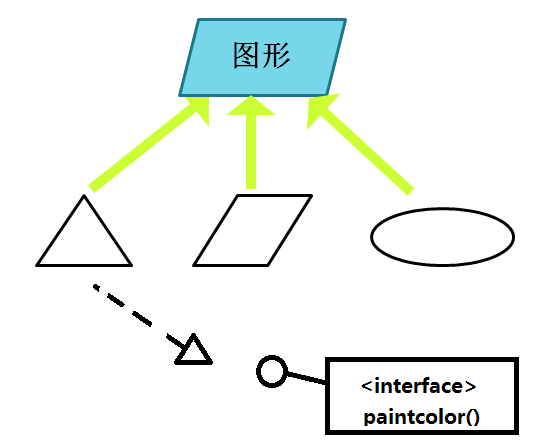 图形
<interface>
paintcolor()